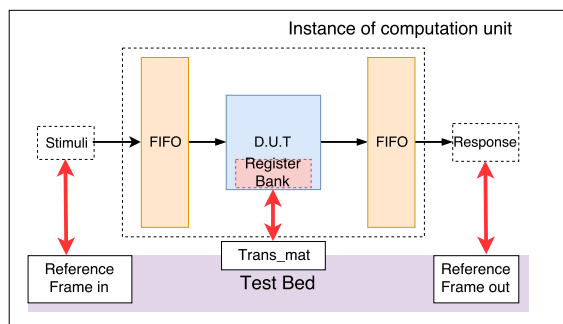 Instance of computation unit
Stimuli
FIFO
D.U.T
FIFO
Response
Register
Bank
Trans_mat
Reference
Frame in
Test Bed
Reference
Frame out